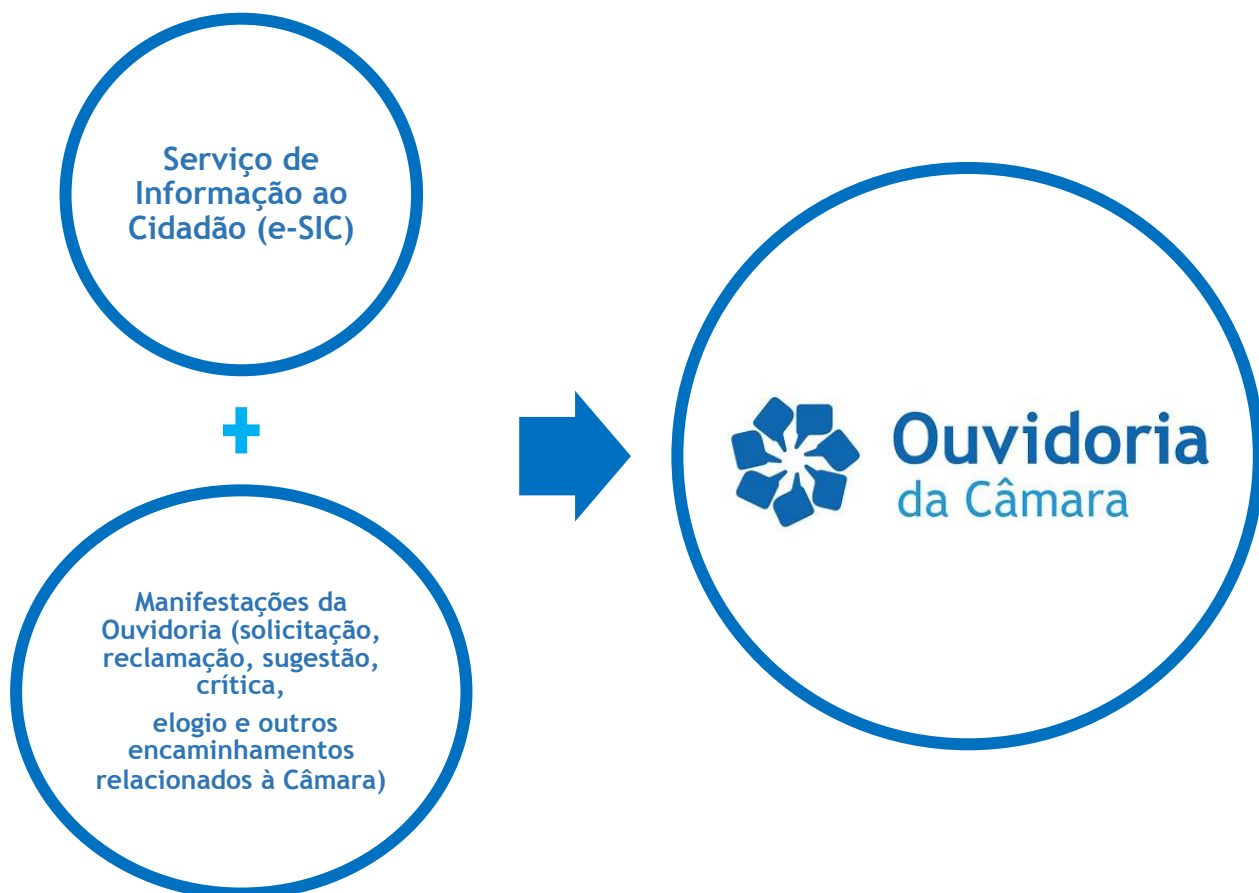 Serviço de
Informação ao
Cidadão (e-SIC)
+
Manifestações da
Ouvidoria (solicitação,
reclamação, sugestão,
crítica,
elogio e outros
encaminhamentos
relacionados à Câmara)
Ouvidoria
da Câmara